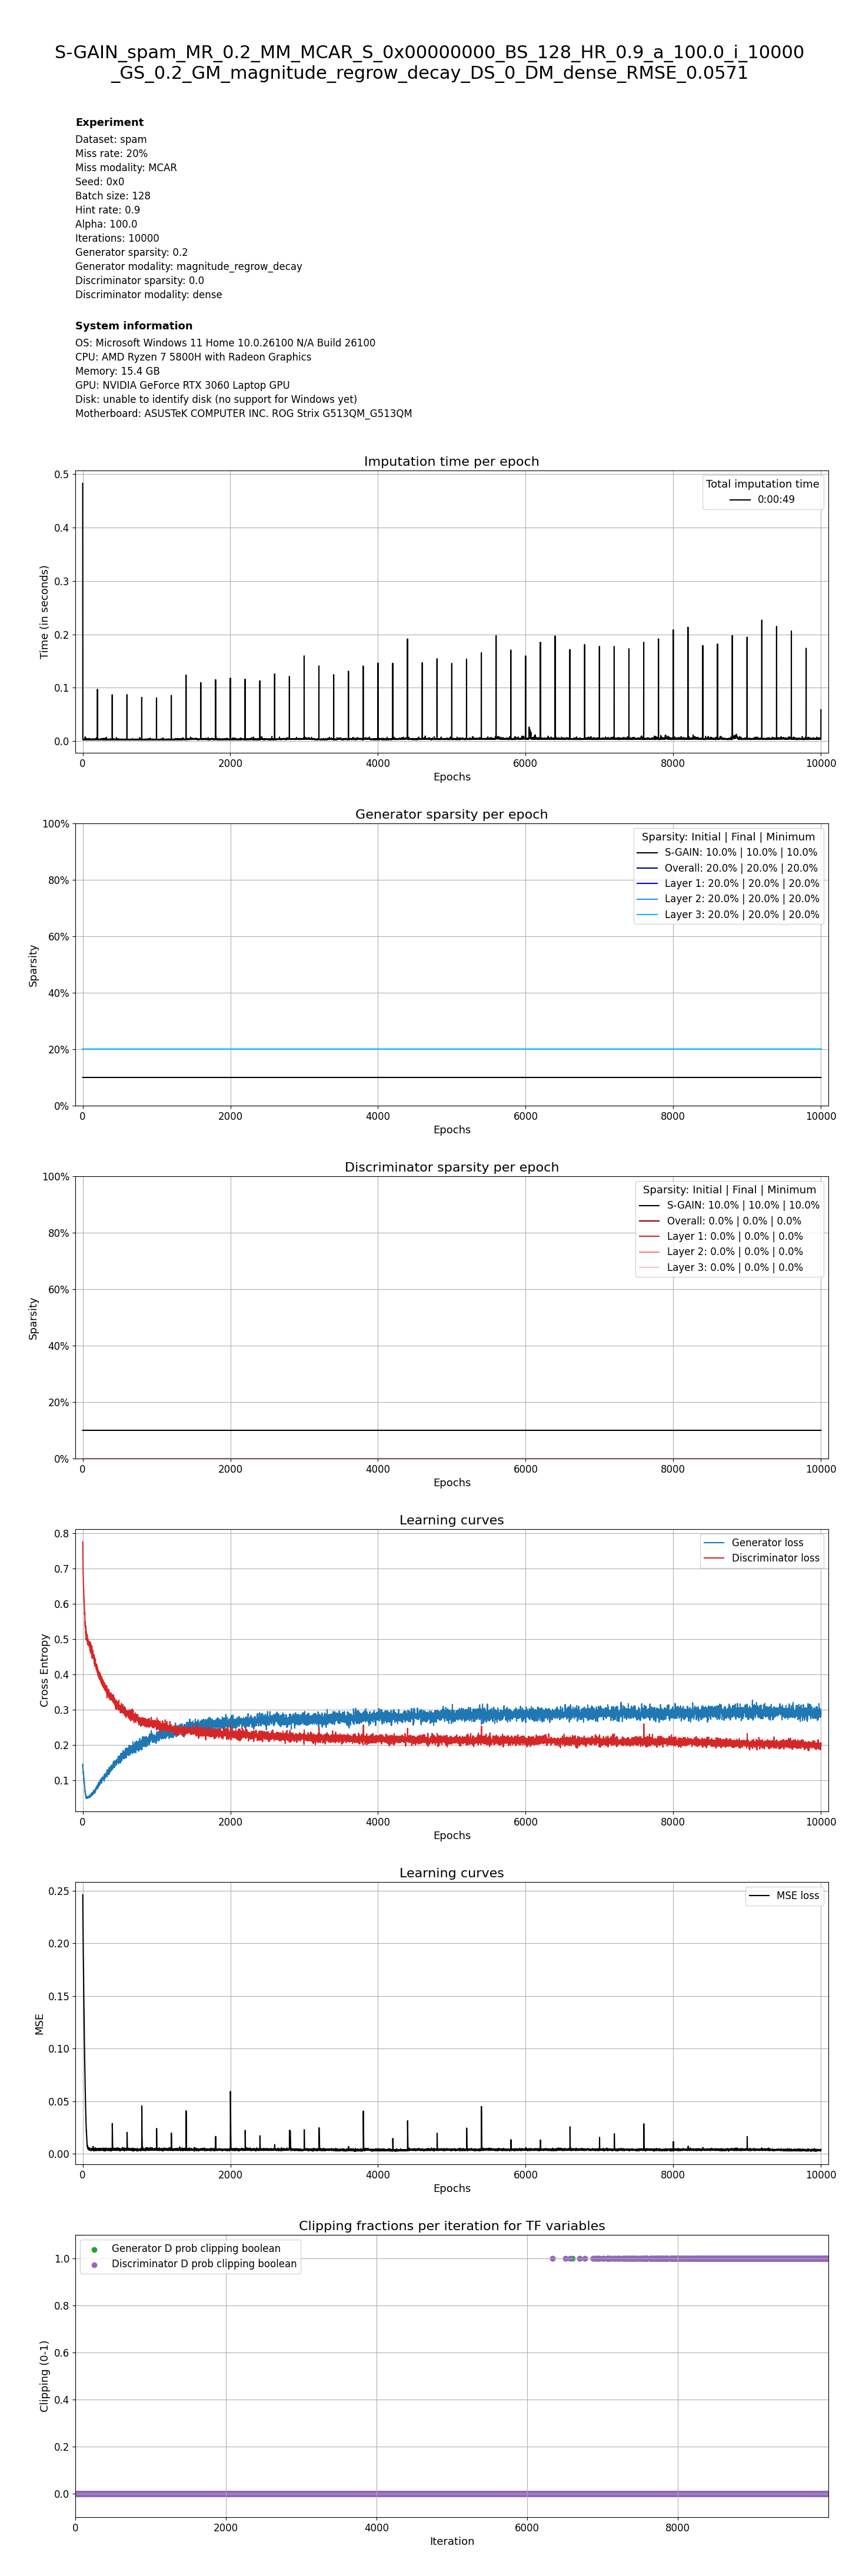 S-GAIN_spam_MR_0.2_MM_MCAR_S_0x00000000_BS_128_HR_0.9_a_100.0_i_10000
_GS_0.2_GM_magnitude_regrow_decay_DS_0_DM_dense_RMSE_0.0571
Experiment
Dataset: spam
Miss rate: 20%
Miss modality: MCAR
Seed: 0x0
Batch size: 128
Hint rate: 0.9
Alpha: 100.0
Iterations: 10000
Generator sparsity: 0.2
Generator modality: magnitude_regrow_decay
Discriminator sparsity: 0.0
Discriminator modality: dense
System information
OS: Microsoft Windows 11 Home 10.0.26100 N/A Build 26100
CPU: AMD Ryzen 7 5800H with Radeon Graphics
Memory: 15.4 GB
GPU: NVIDIA GeForce RTX 3060 Laptop GPU
Disk: unable to identify disk (no support for Windows yet)
Motherboard: ASUSTeK COMPUTER INC. ROG Strix G513QM_G513QM
Imputation time per epoch
Total imputation time
0:00:49
Time (in seconds)
0.5
0.4
0.3
0.2
0.1
0.0
0 2000 4000 6000 8000 10000
Epochs
Generator sparsity per epoch
Sparsity: Initial | Final | Minimum
S-GAIN: 10.0% | 10.0% | 10.0%
Overall: 20.0% | 20.0% | 20.0%
Layer 1: 20.0% | 20.0% | 20.0%
Layer 2: 20.0% | 20.0% | 20.0%
Layer 3: 20.0% | 20.0% | 20.0%
Sparsity
100%
80%
60%
40%
20%
0%
0 2000 4000 6000 8000 10000
Epochs
Discriminator sparsity per epoch
Sparsity: Initial | Final | Minimum
S-GAIN: 10.0% | 10.0% | 10.0%
Overall: 0.0% | 0.0% | 0.0%
Layer 1: 0.0% | 0.0% | 0.0%
Layer 2: 0.0% | 0.0% | 0.0%
Layer 3: 0.0% | 0.0% | 0.0%
Sparsity
100%
80%
60%
40%
20%
0%
0 2000 4000 6000 8000 10000
Epochs
Learning curves
Generator loss
Discriminator loss
Cross Entropy
0.8
0.7
0.6
0.5
0.4
0.3
0.2
0.1
0 2000 4000 6000 8000 10000
Epochs
Learning curves
MSE loss
MSE
0.25
0.20
0.15
0.10
0.05
0.00
0 2000 4000 6000 8000 10000
Epochs
Clipping fractions per iteration for TF variables
Generator D prob clipping boolean
Discriminator D prob clipping boolean
Clipping (0-1)
1.0
0.8
0.6
0.4
0.2
0.0
0 2000 4000 6000 8000
Iteration